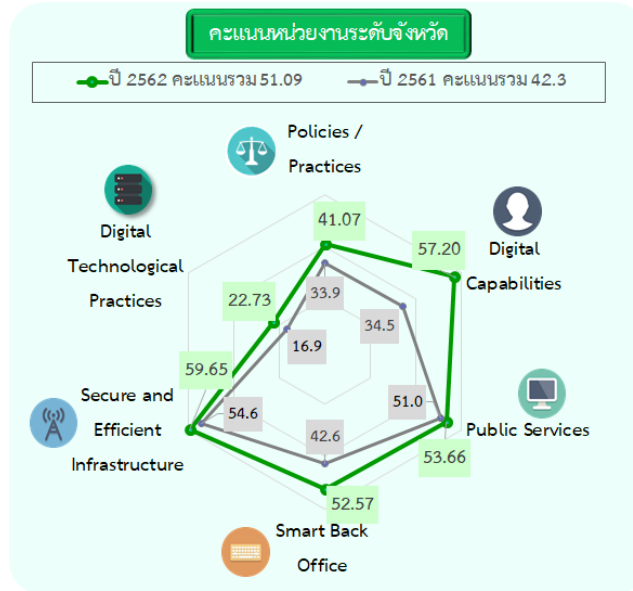 คะแนนหน่วยงานระดับจังหวัด
ปี 2562 คะแนนรวม 51.09
ปี 2561 คะแนนรวม 42.3
Policies /
Practices
41.07
57.20
Digital
Capabilities
Digital
Technological
Practices
22.73
33.9
34.5
16.9
59.65
Secure and
Efficient
Infrastructure
54.6
51.0
Public Services
42.6
53.66
52.57
Smart Back
Office